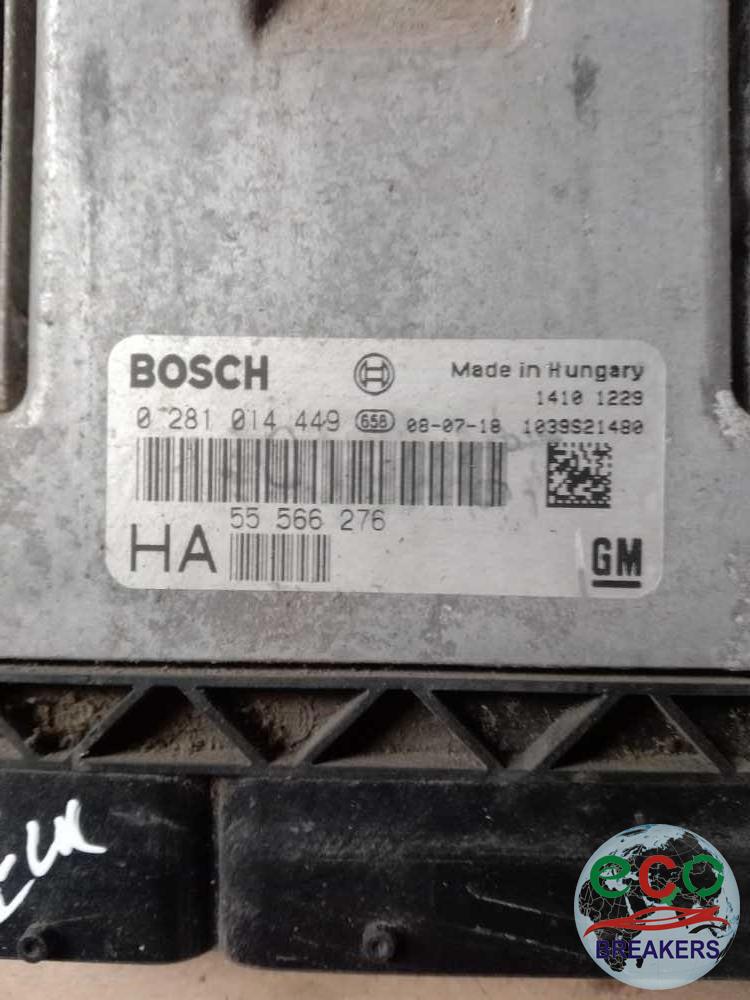 BOSCH
Made in Hungary
1410 1229
0 281 014 449 658 08-07-18 1039S21480
55 566 276
HA
GM
eco
BREAKERS